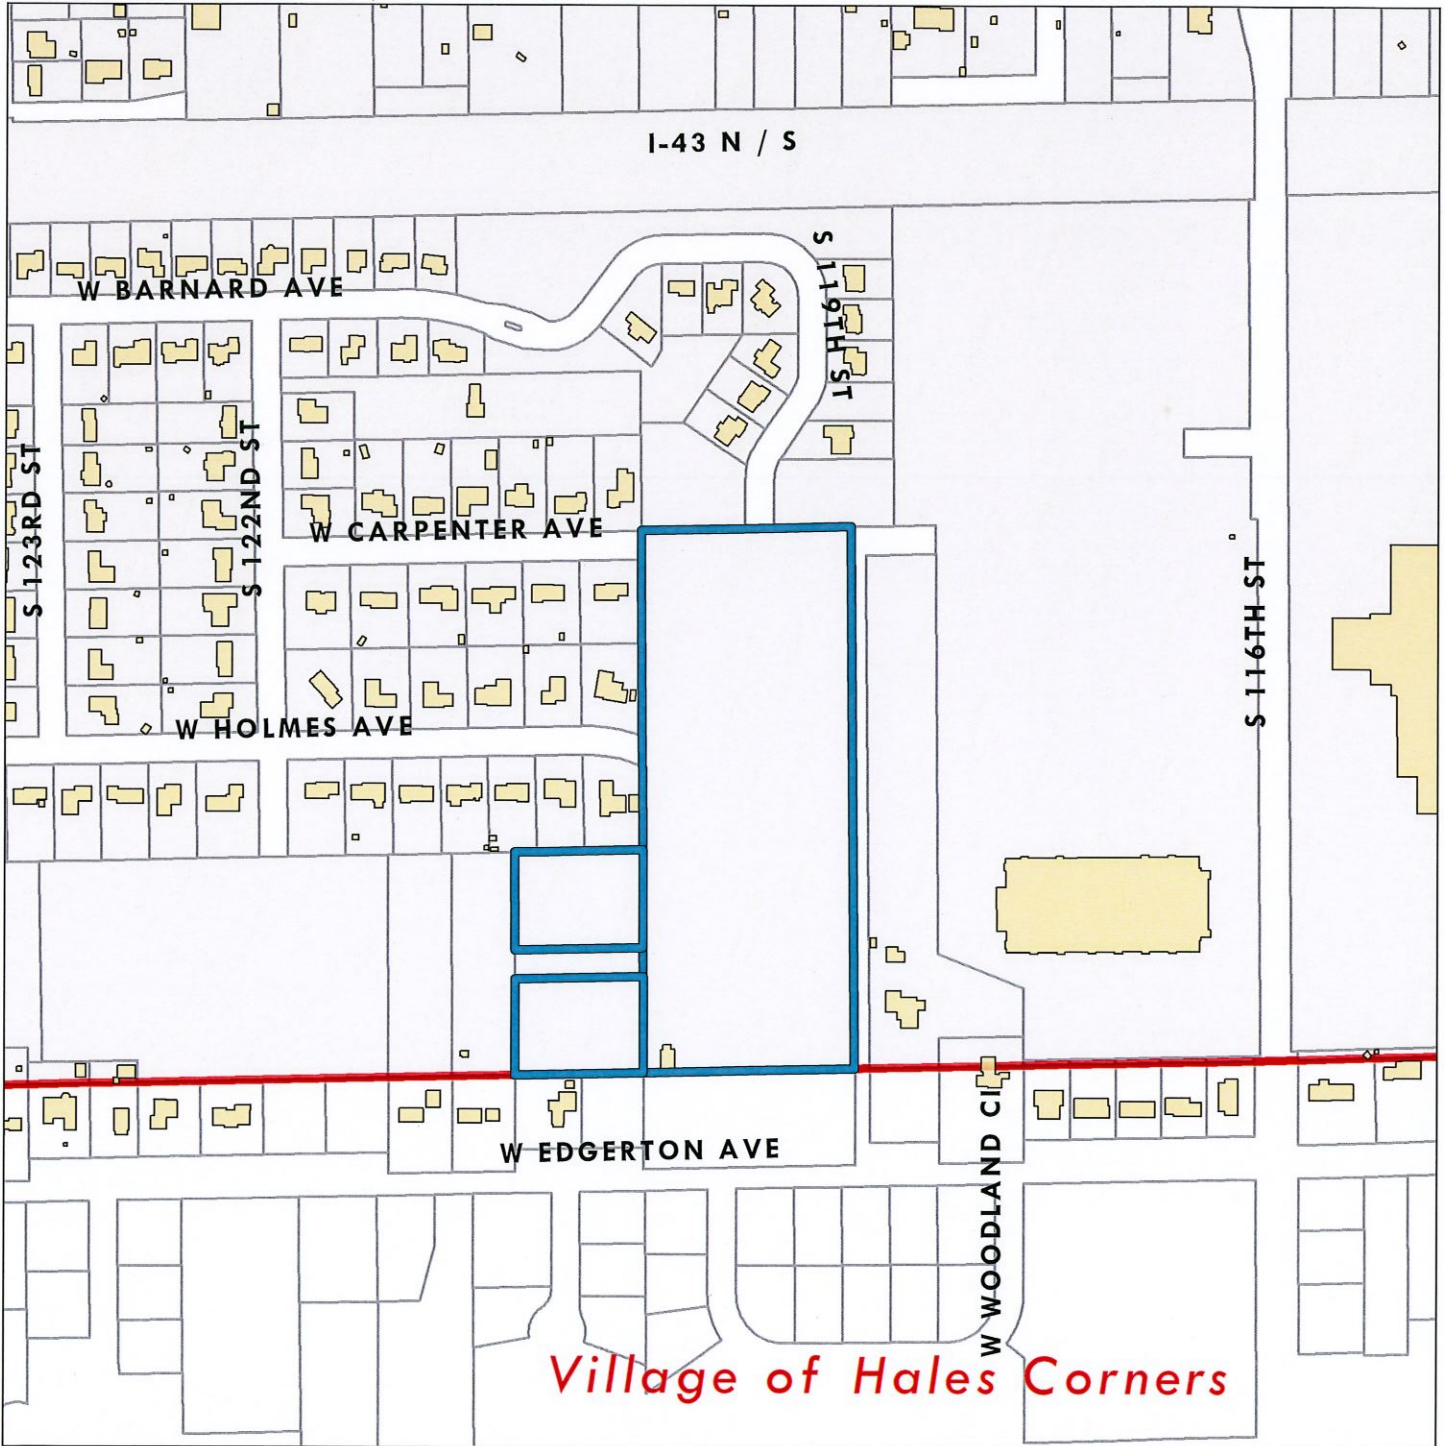 I-43 N / S
S 119TH ST
W BARNARD AVE
S 123RD ST
S 122ND ST
W CARPENTER AVE
S 116TH ST
W HOLMES AVE
W EDGERTON AVE
W WOODLAND CI
Village of Hales Corners